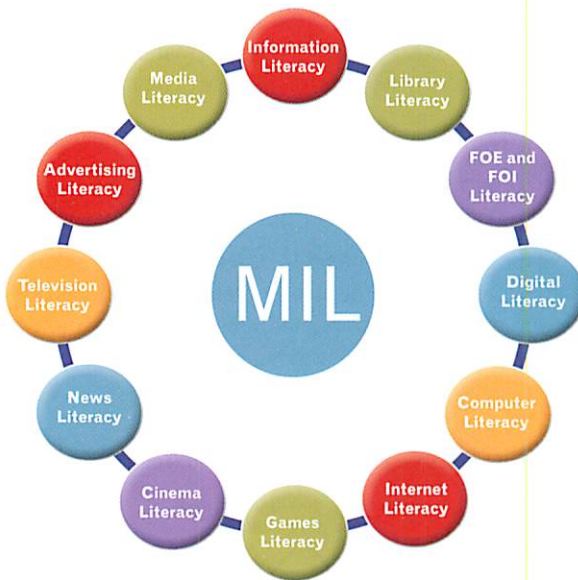 Information
Literacy
Library
Literacy
FOE and
FOI
Literacy
Digital
Literacy
Computer
Literacy
Internet
Literacy
Games
Literacy
Cinema
Literacy
News
Literacy
Television
Literacy
Advertising
Literacy
Media
Literacy
MIL